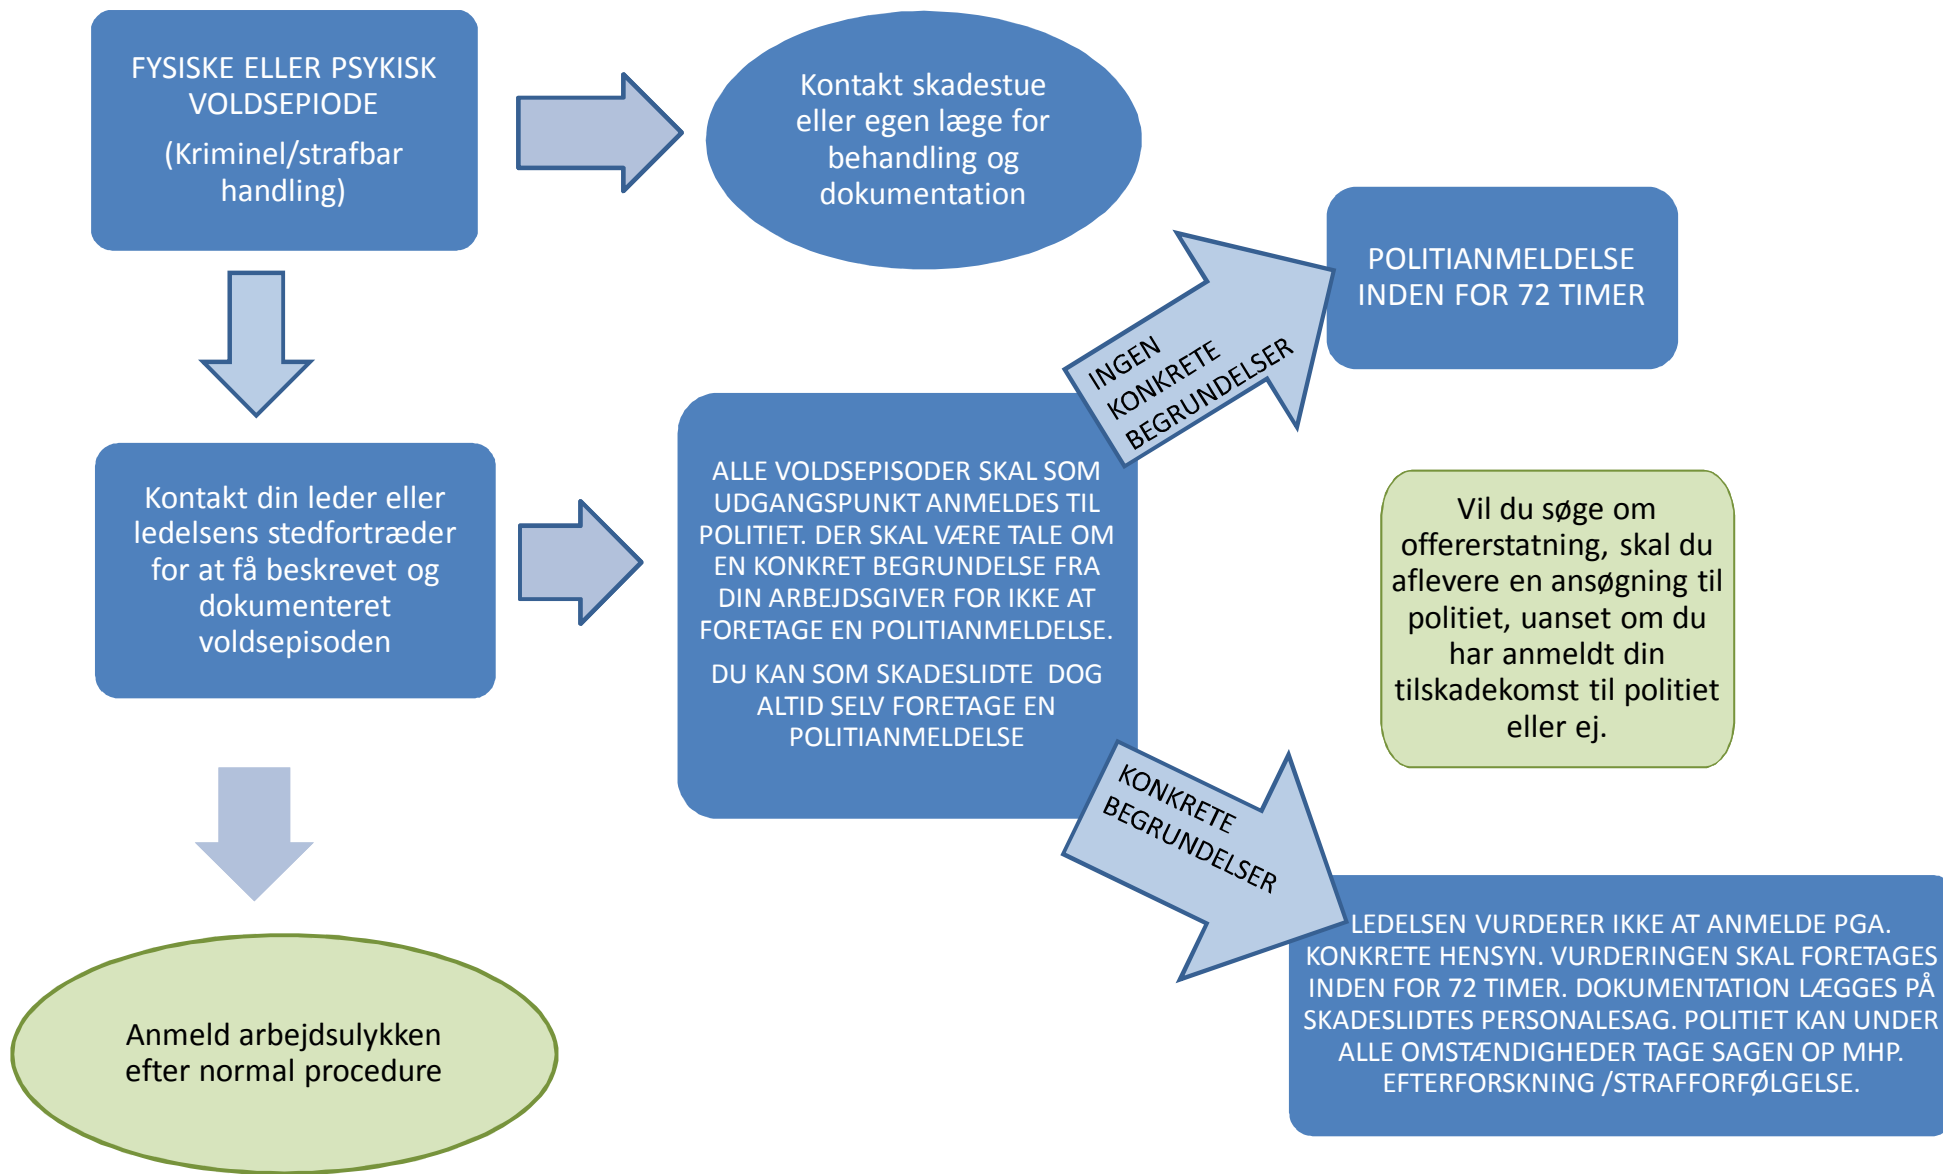 FYSISKE ELLER PSYKISK
VOLDSEPIODE
(Kriminel/strafbar
handling)
Kontakt skadestue
eller egen læge for
behandling og
dokumentation
Kontakt din leder eller
ledelsens stedfortræder
for at få beskrevet og
dokumenteret
voldsepisoden
Anmeld arbejdsulykken
efter normal procedure
ALLE VOLDSEPISODER SKAL SOM
UDGANGSPUNKT ANMELDES TIL
POLITIET. DER SKAL VÆRE TALE OM
EN KONKRET BEGRUNDELSE FRA
DIN ARBEJDSGIVER FOR IKKE AT
FORETAGE EN POLITIANMELDELSE.
DU KAN SOM SKADESLIDTE DOG
ALTID SELV FORETAGE EN
POLITIANMELDELSE
INGEN
KONKRETE
BEGRUNDELSER
POLITIANMELDELSE
INDEN FOR 72 TIMER
Vil du søge om
offererstatning, skal du
aflevere en ansøgning til
politiet, uanset om du
har anmeldt din
tilskadekomst til politiet
eller ej.
KONKRETE
BEGRUNDELSER
LEDELSEN VURDERER IKKE AT ANMELDE PGA.
KONKRETE HENSYN. VURDERINGEN SKAL FORETAGES
INDEN FOR 72 TIMER. DOKUMENTATION LÆGGES PÅ
SKADESLIDTES PERSONALESAG. POLITIET KAN UNDER
ALLE OMSTÆNDIGHEDER TAGE SAGEN OP MHP.
EFTERFORSKNING /STRAFFORFØLGELSE.